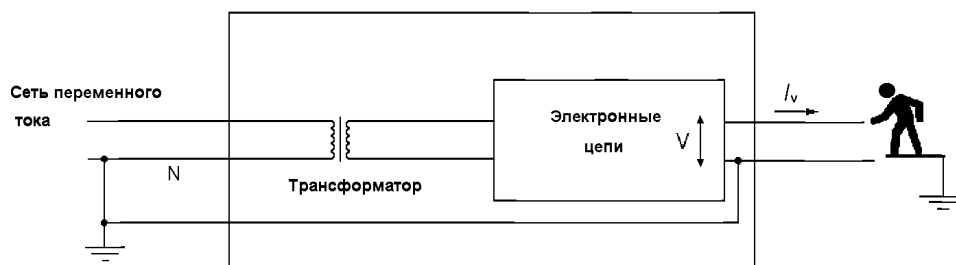 Сеть переменного
тока
N
Трансформатор
Электронные
цепи
V
Iv